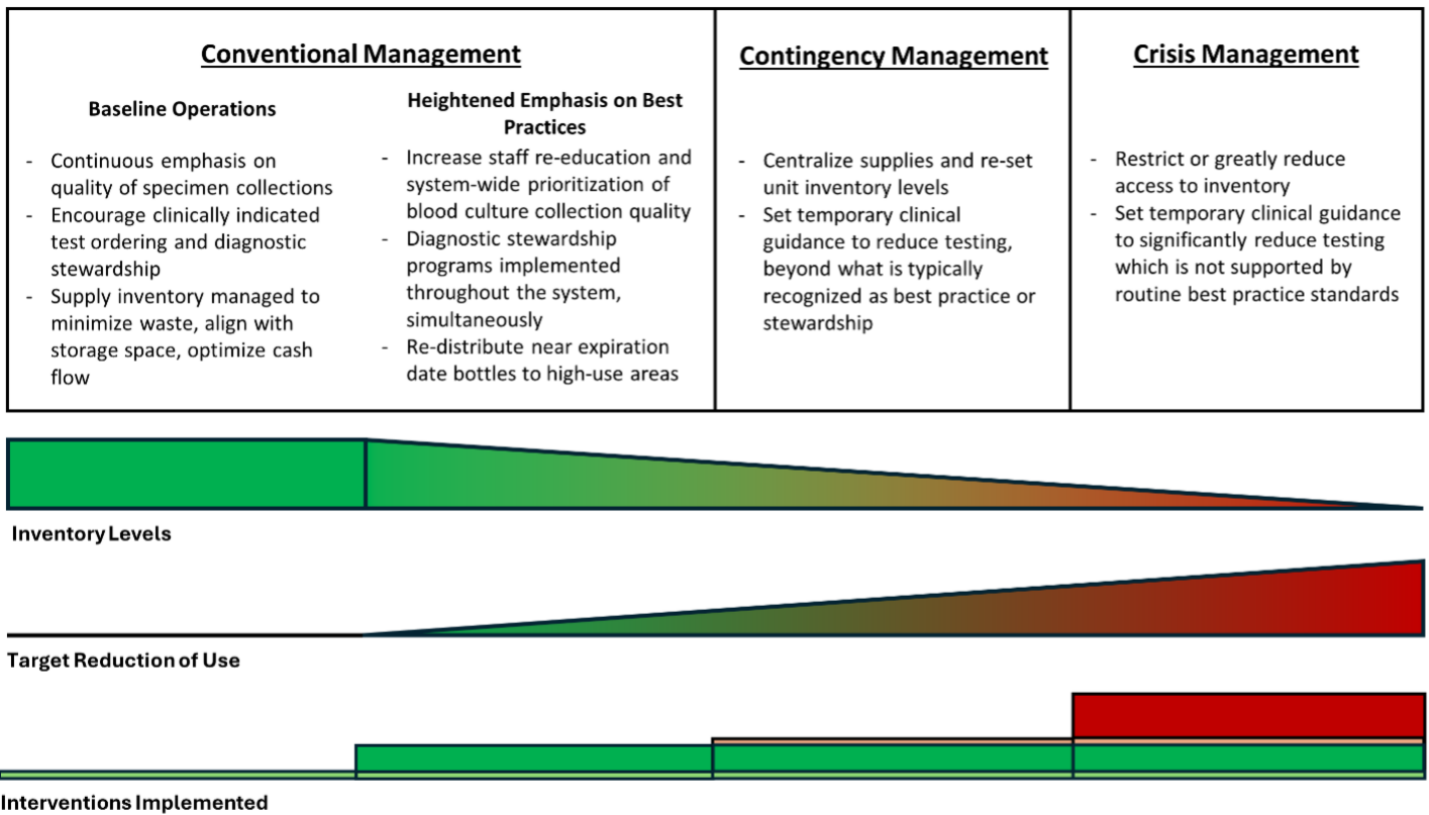 Conventional Management
Baseline Operations
- Continuous emphasis on
quality of specimen collections
- Encourage clinically indicated
test ordering and diagnostic
stewardship
- Supply inventory managed to
minimize waste, align with
storage space, optimize cash
flow
Heightened Emphasis on Best
Practices
- Increase staff re-education and
system-wide prioritization of
blood culture collection quality
- Diagnostic stewardship
programs implemented
throughout the system,
simultaneously
- Re-distribute near expiration
date bottles to high-use areas
Contingency Management
- Centralize supplies and re-set
unit inventory levels
- Set temporary clinical
guidance to reduce testing,
beyond what is typically
recognized as best practice or
stewardship
Crisis Management
- Restrict or greatly reduce
access to inventory
- Set temporary clinical guidance
to significantly reduce testing
which is not supported by
routine best practice standards
Inventory Levels
Target Reduction of Use
Interventions Implemented